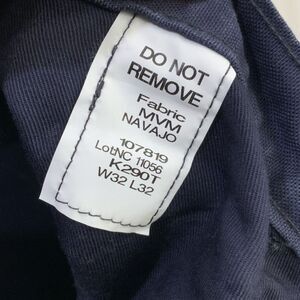 DO NOT
REMOVE
Fabric
MVM
NAVAJO
107819
LotNC 11056
K290T
W32 L32